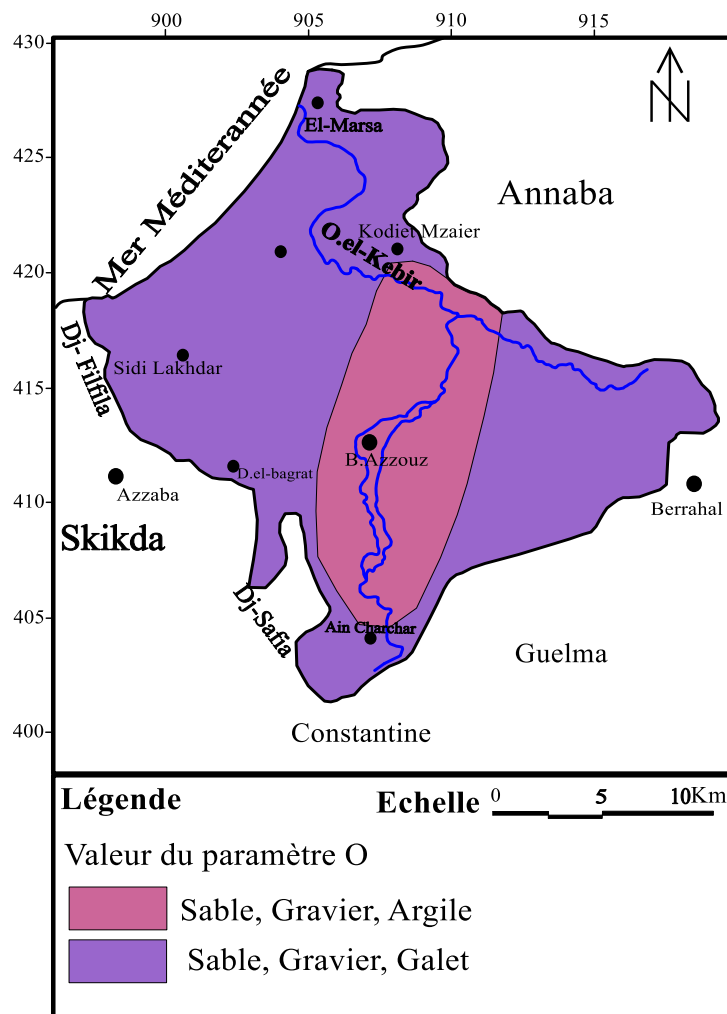 900 905 910 915
430
425
420
415
410
405
400
Mer Méditerannée
El-Marsa
Annaba
Kodiet Mzaier
O.el-Kebir
Dj- Filfila
Sidi Lakhdar
B.Azzouz
D.el-bagrat
Azzaba
Berrahal
Skikda
Dj-Safia
Ain Charchar
Guelma
Constantine
N
Légende
Echelle 0 5 10Km
Valeur du paramètre O
Sable, Gravier, Argile
Sable, Gravier, Galet